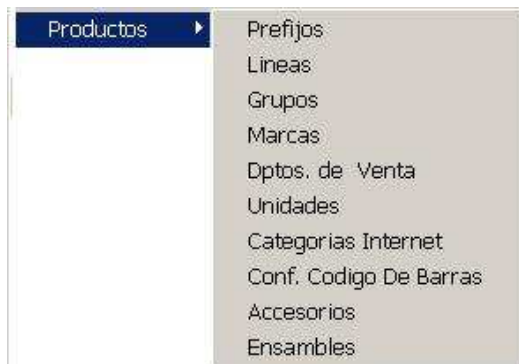 Productos
Prefijos
Lineas
Grupos
Marcas
Dptos. de Venta
Unidades
Categorias Internet
Conf. Codigo De Barras
Accesorios
Ensambles